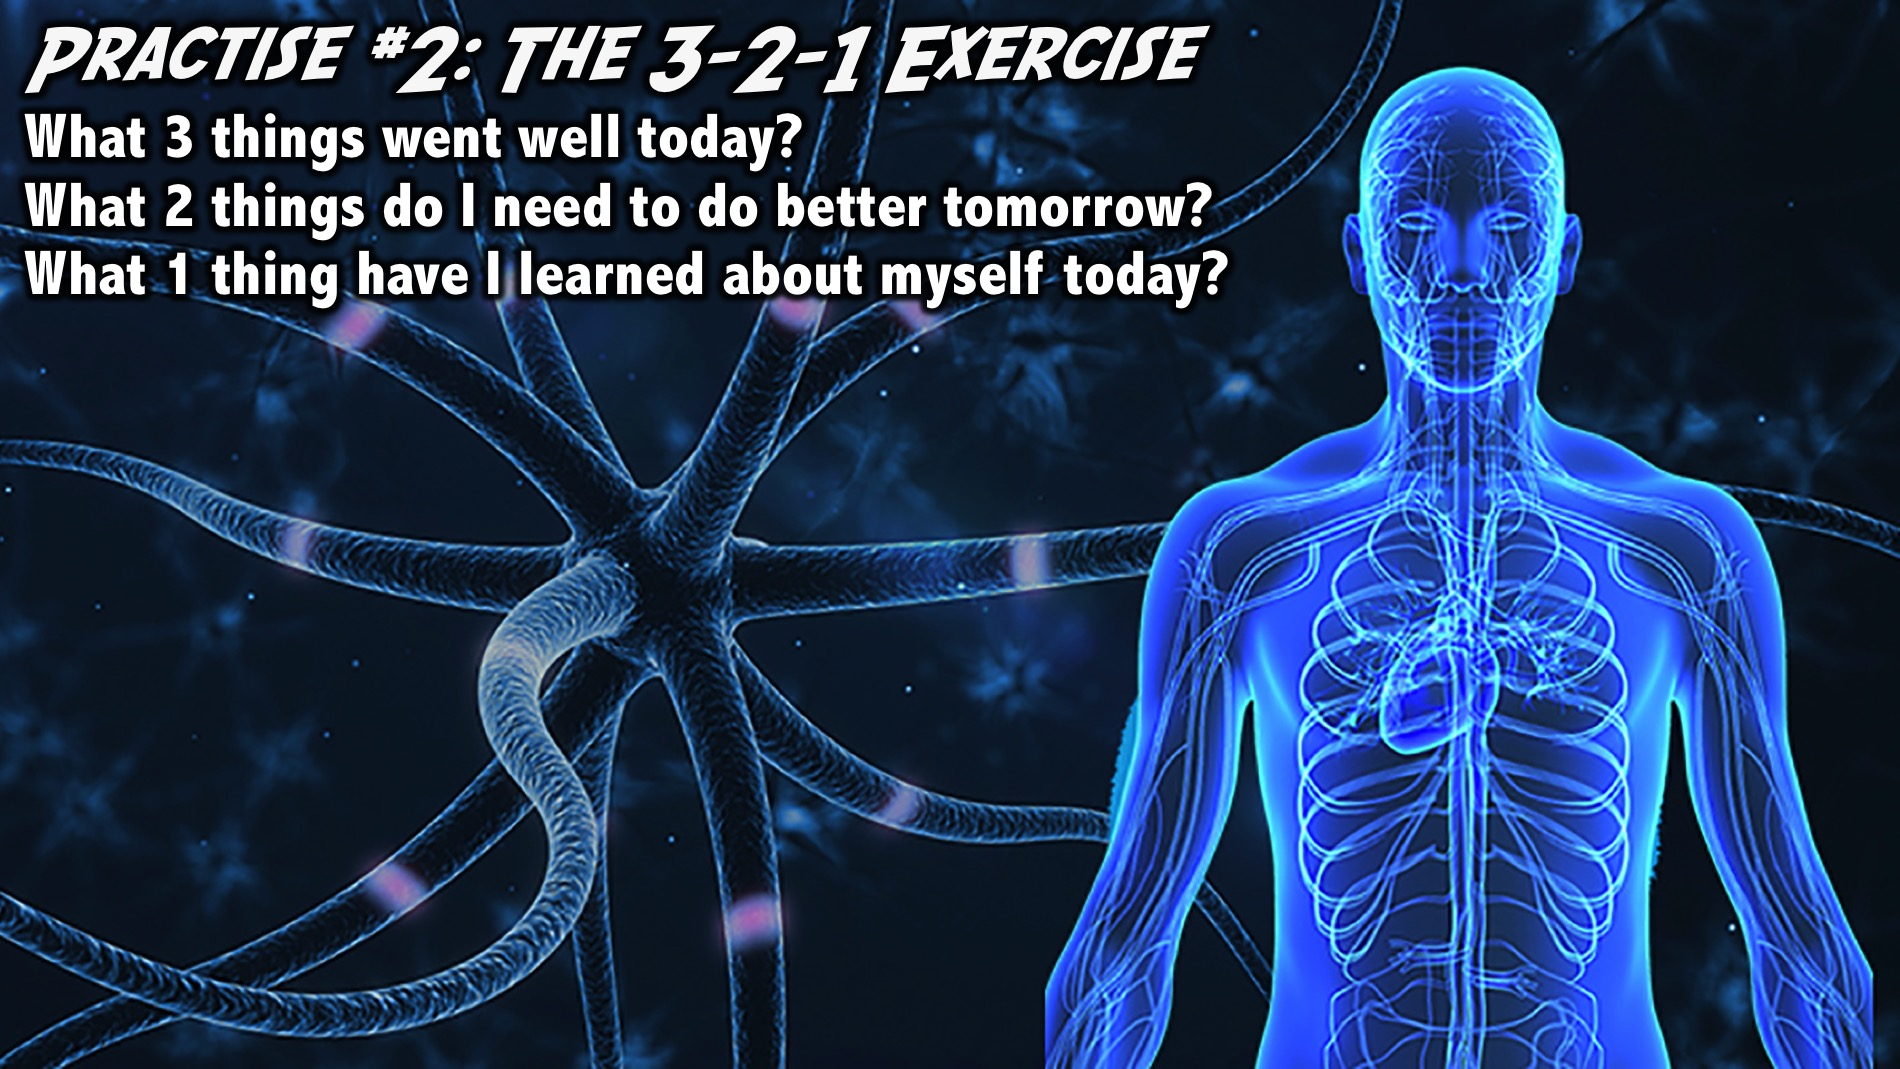 Practise #2: The 3-2-1 Exercise
What 3 things went well today?
What 2 things do I need to do better tomorrow?
What 1 thing have I learned about myself today?